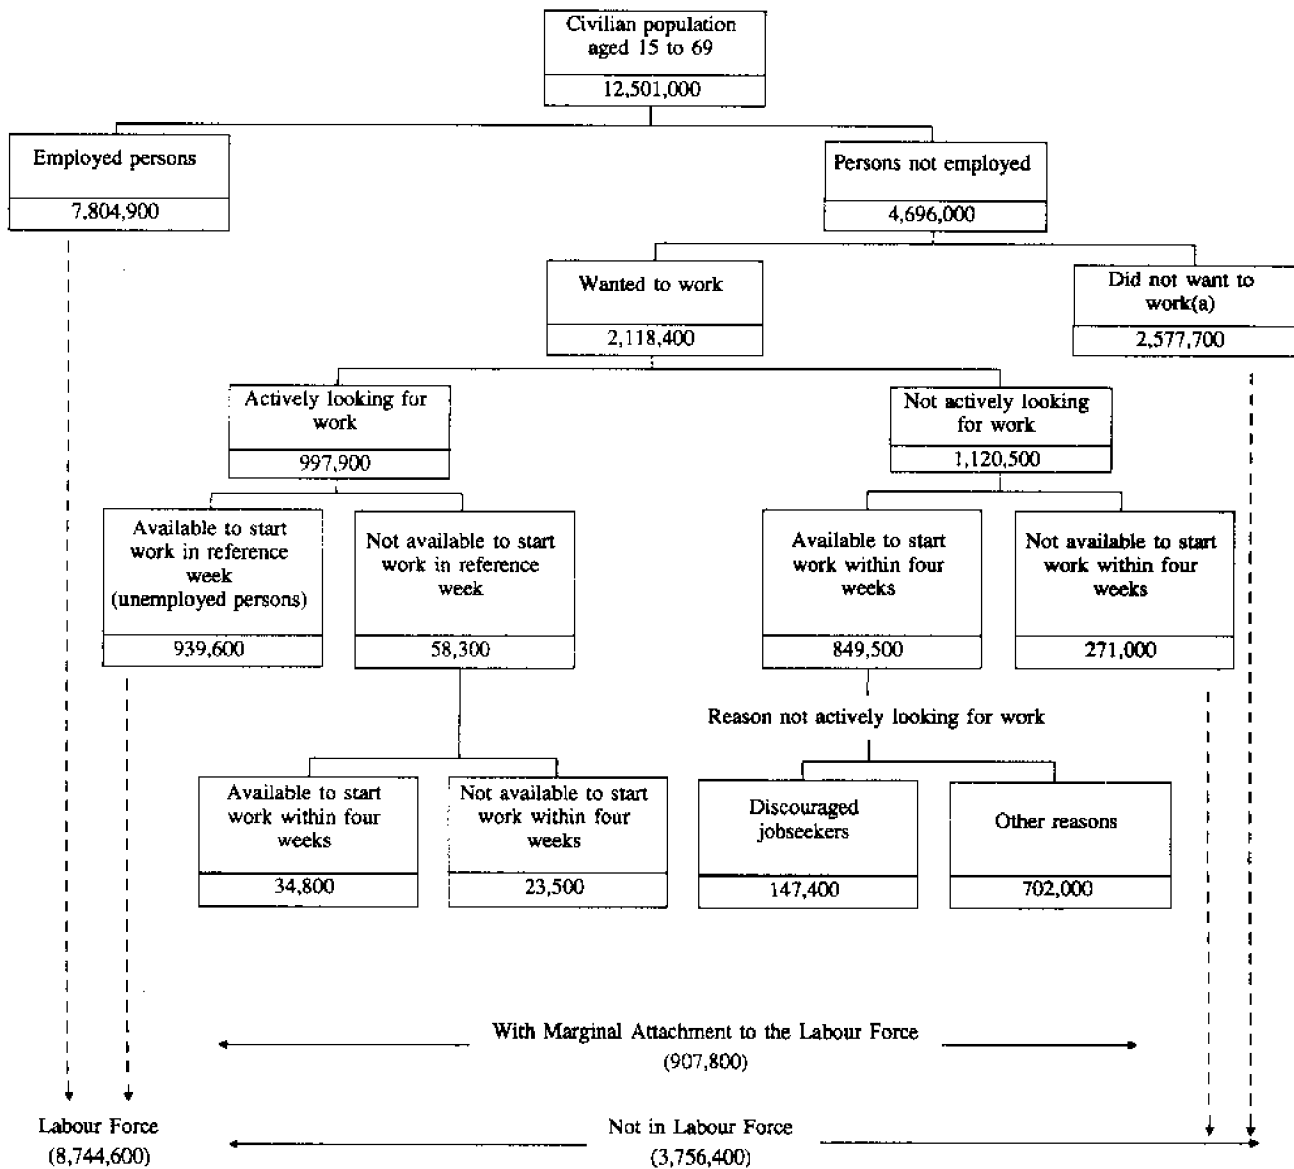 Civilian population
aged 15 to 69
12,501,000
Employed persons
7,804,900
Persons not employed
4,696,000
Wanted to work
2,118,400
Did not want to
work(a)
2,577,700
Actively looking for
work
997,900
Not actively looking
for work
1,120,500
Available to start
work in reference
week
(unemployed persons)
939,600
Not available to start
work in reference
week
58,300
Available to start
work within four
weeks
849,500
Not available to start
work within four
weeks
271,000
Reason not actively looking for work
Available to start
work within four
weeks
34,800
Not available to start
work within four
weeks
23,500
Discouraged
jobseekers
147,400
Other reasons
702,000
With Marginal Attachment to the Labour Force
(907,800)
Labour Force
(8,744,600)
Not in Labour Force
(3,756,400)